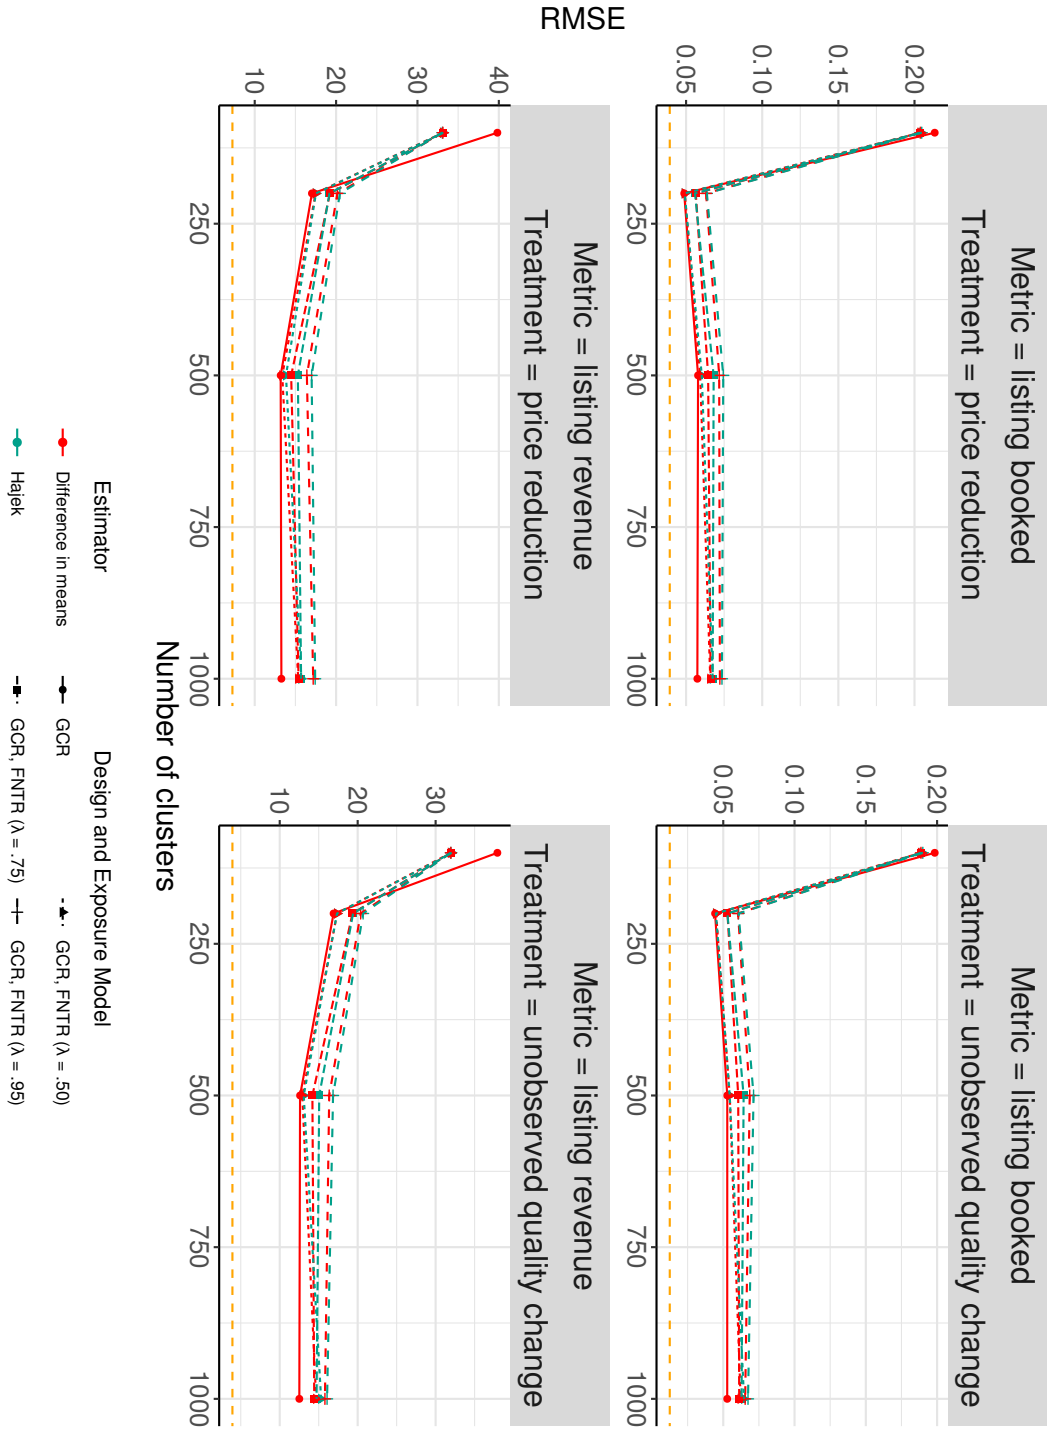 Metric = listing booked
Treatment = price reduction
Metric = listing booked
Treatment = unobserved quality change
0.20
0.15
0.10
0.05
250
500
750
1000
0.20
0.15
0.10
0.05
250
500
750
1000
Metric = listing revenue
Treatment = price reduction
Metric = listing revenue
Treatment = unobserved quality change
40
30
20
10
250
500
750
1000
30
20
10
250
500
750
1000
RMSE
Number of clusters
Estimator
Difference in means
Hajek
Design and Exposure Model
GCR
GCR, FNTR (λ = .50)
GCR, FNTR (λ = .75)
GCR, FNTR (λ = .95)